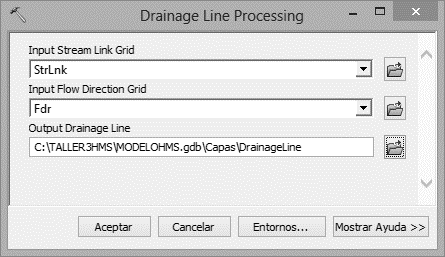 Drainage Line Processing
Input Stream Link Grid
StrLnk
Input Flow Direction Grid
Fdr
Output Drainage Line
C:\TALLER3HMS\MODELOHMS.gdb\Capas\DrainageLine
Aceptar
Cancelar
Entornos...
Mostrar Ayuda >>